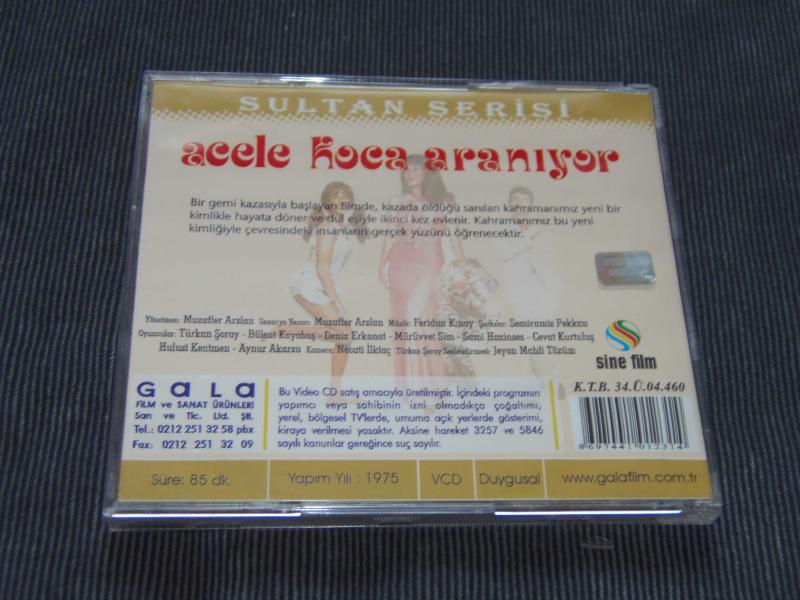 SULTAN SERİSİ
acele koca aranıyor
Bir gemi kazasıyla başlayan filmde, kazada öldüğü sanılan kahramanımız yeni bir
kimlikle hayata döner ve dul eşiyle ikinci kez evlenir. Kahramanımız bu yeni
kimliğiyle çevresindeki insanların gerçek yüzünü öğrenecektir.
Yönetmen: Muzaffer Arslan Senaryo Yazarı: Muzaffer Arslan Müzik: Feridun Kınay Şarkılar: Semiramis Pekkan
Oyuncular: Türkan Şoray - Bülent Kayabaş - Deniz Erkanat - Mürüvvet Sim - Sami Hazinses - Cevat Kurtuluş
Hulusi Kentmen - Aynur Akarsu Kamera: Necati İlktaç Türkan Şoray Seslendirmesi: Jeyan Mahfi Tözüm
sine film
K.T.B. 34.Ü.04.460
GALA
FİLM ve SANAT ÜRÜNLERİ
San ve Tic. Ltd. Şti.
Tel.: 0212 251 32 58 pbx
Fax: 0212 251 32 09
Bu Video CD satış amacıyla üretilmiştir. İçindeki programın
yapımcı veya sahibinin izni olmadıkça çoğaltımı,
yerel, bölgesel TV'lerde, umuma açık yerlerde gösterimi,
kiraya verilmesi yasaktır. Aksine hareket 3257 ve 5846
sayılı kanunlar gereğince suç sayılır.
8697441012314
Süre: 85 dk. Yapım Yılı : 1975 VCD Duygusal www.galafilm.com.tr